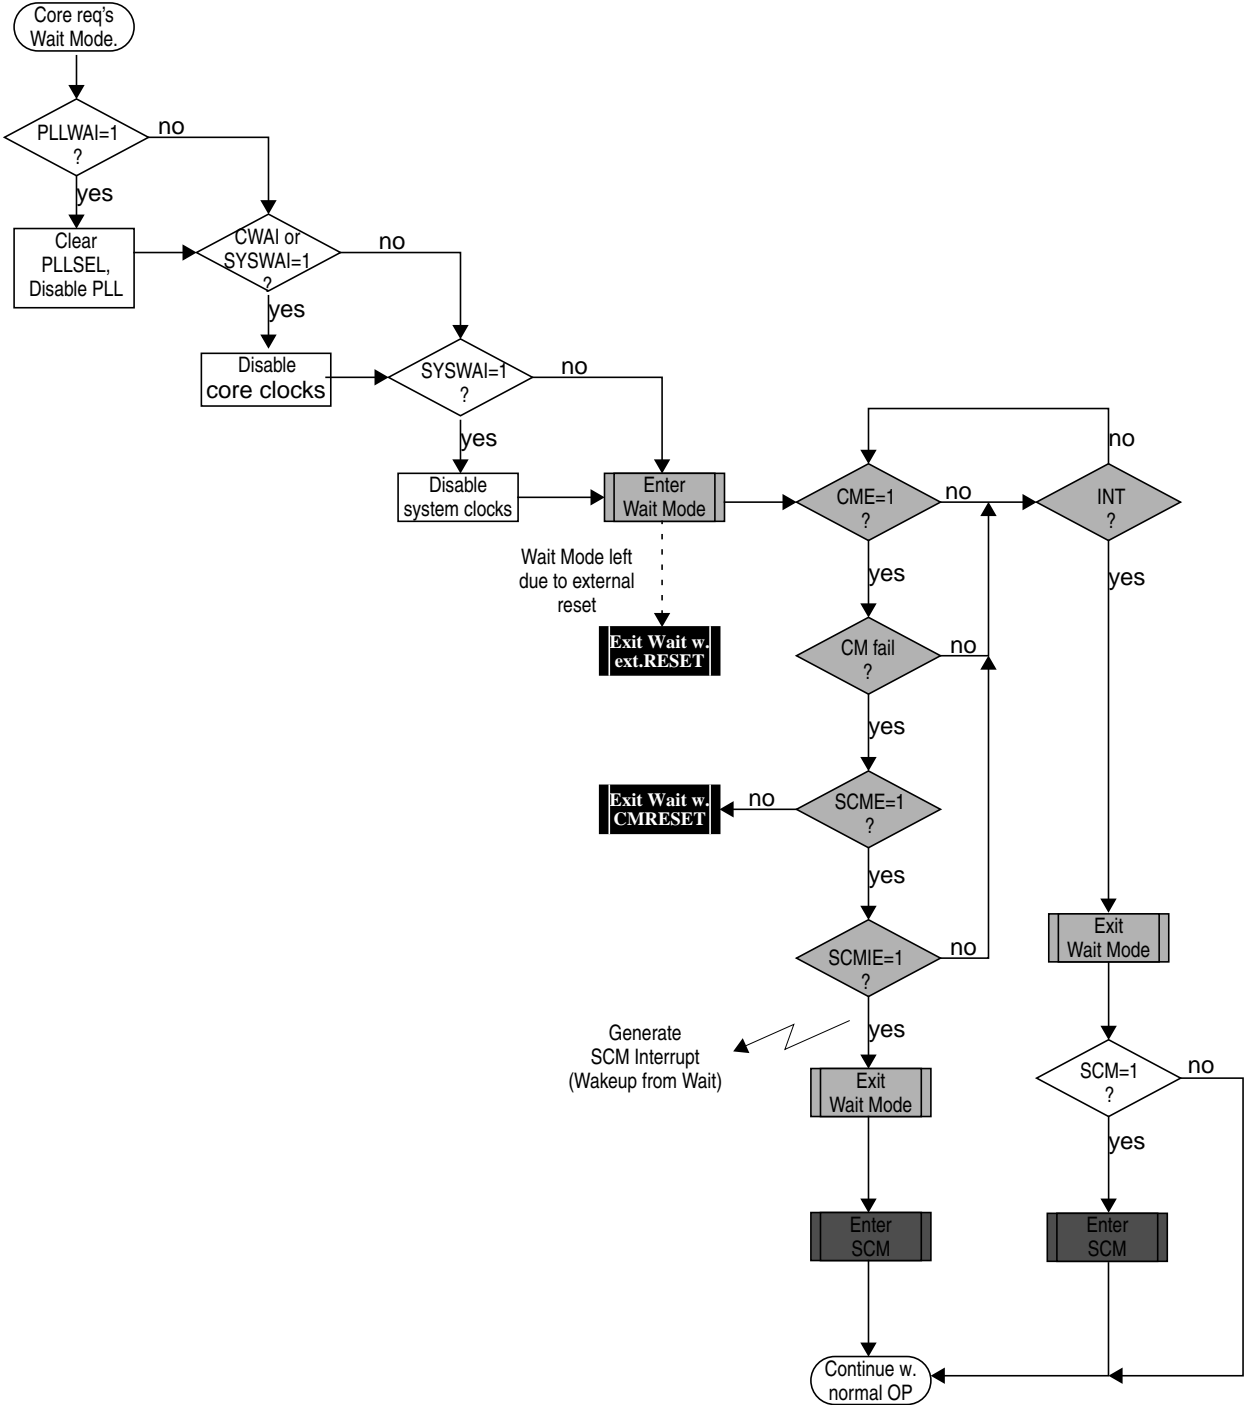 Core req's
Wait Mode.
PLLWAI=1
?
no
yes
Clear
PLLSEL,
Disable PLL
CWAI or
SYSWAI=1
?
no
yes
Disable
core clocks
SYSWAI=1
?
no
yes
Disable
system clocks
Enter
Wait Mode
Wait Mode left
due to external
reset
Exit Wait w.
ext.RESET
CME=1
?
no
yes
INT
?
no
yes
CM fail
?
no
yes
SCME=1
?
no
yes
Exit Wait w.
CMRESET
SCMIE=1
?
no
yes
Generate
SCM Interrupt
(Wakeup from Wait)
Exit
Wait Mode
Enter
SCM
Exit
Wait Mode
SCM=1
?
no
yes
Enter
SCM
Continue w.
normal OP